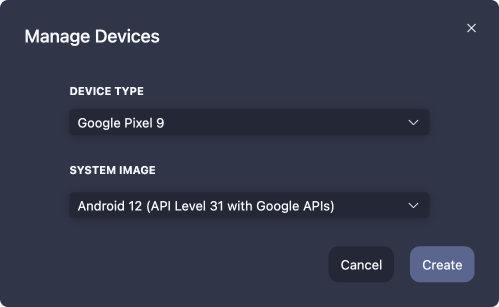 Manage Devices
DEVICE TYPE
Google Pixel 9
SYSTEM IMAGE
Android 12 (API Level 31 with Google APIs)
Cancel
Create